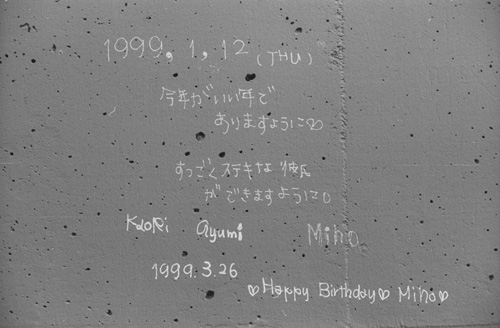 1999. 1. 12 (THU)
今年がいい年で
ありますように♡
すっごくステキな彼氏
ができますように♡
KAoRi ayumi Miho
1999.3.26
♡Happy Birthday♡ Miho♡